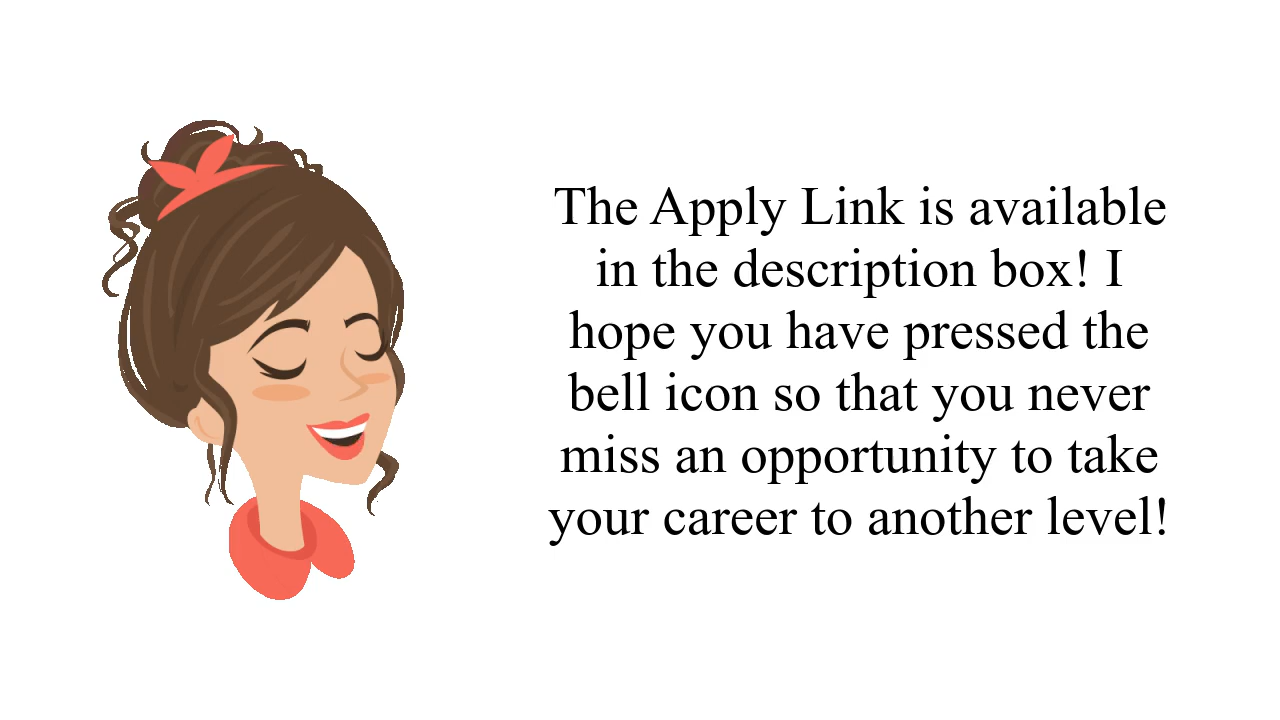 The Apply Link is available
in the description box! I
hope you have pressed the
bell icon so that you never
miss an opportunity to take
your career to another level!